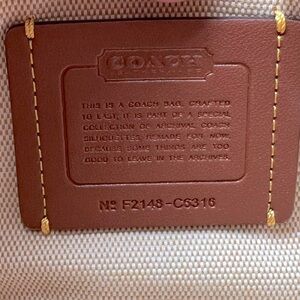 COACH
THIS IS A COACH BAG, CRAFTED
TO LAST, IT IS PART OF A SPECIAL
COLLECTION OF ARCHIVAL COACH
SILHOUETTES REMADE FOR NOW,
BECAUSE SOME THINGS ARE TOO
GOOD TO LEAVE IN THE ARCHIVES.
Nº F2148-C6316